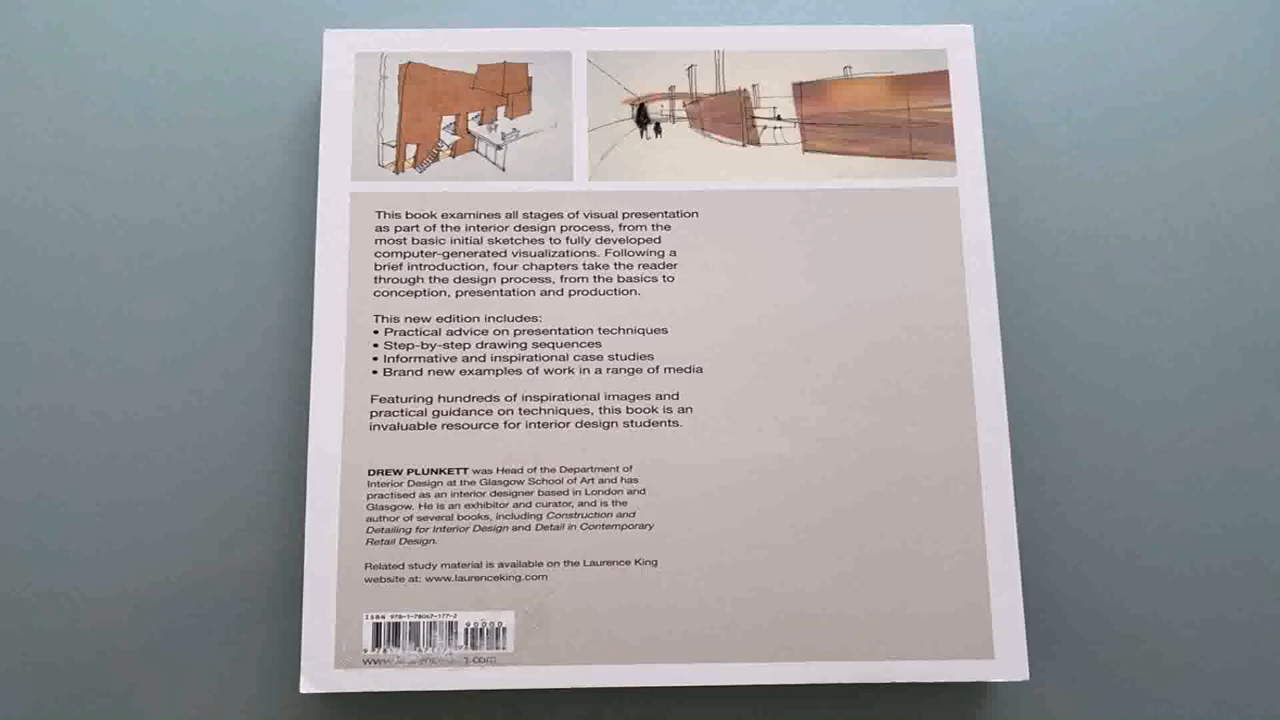 This book examines all stages of visual presentation
as part of the interior design process, from the
most basic initial sketches to fully developed
computer-generated visualizations. Following a
brief introduction, four chapters take the reader
through the design process, from the basics to
conception, presentation and production.
This new edition includes:
• Practical advice on presentation techniques
• Step-by-step drawing sequences
• Informative and inspirational case studies
• Brand new examples of work in a range of media
Featuring hundreds of inspirational images and
practical guidance on techniques, this book is an
invaluable resource for interior design students.
DREW PLUNKETT was Head of the Department of
Interior Design at the Glasgow School of Art and has
practised as an interior designer based in London and
Glasgow. He is an exhibitor and curator, and is the
author of several books, including Construction and
Detailing for Interior Design and Detail in Contemporary
Retail Design.
Related study material is available on the Laurence King
website at: www.laurenceking.com
ISBN 978-1-78067-177-2
90000